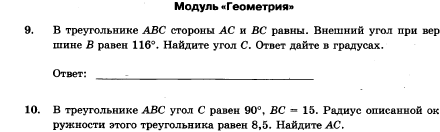 Модуль «Геометрия»
9. В треугольнике ABC стороны AC и BC равны. Внешний угол при вер
шине B равен 116°. Найдите угол C. Ответ дайте в градусах.
Ответ:
10. В треугольнике ABC угол C равен 90°, BC = 15. Радиус описанной ок
ружности этого треугольника равен 8,5. Найдите AC.